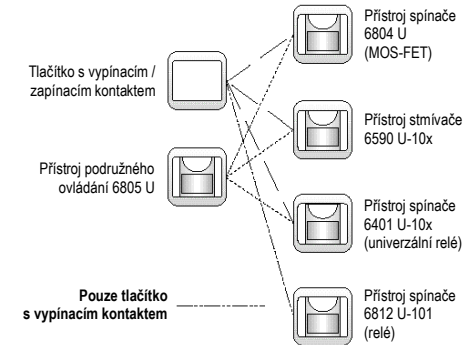 Tlačítko s vypínacím /
zapínacím kontaktem
Přístroj podružného
ovládání 6805 U
Pouze tlačítko
s vypínacím kontaktem
Přístroj spínače
6804 U
(MOS-FET)
Přístroj stmívače
6590 U-10x
Přístroj spínače
6401 U-10x
(univerzální relé)
Přístroj spínače
6812 U-101
(relé)